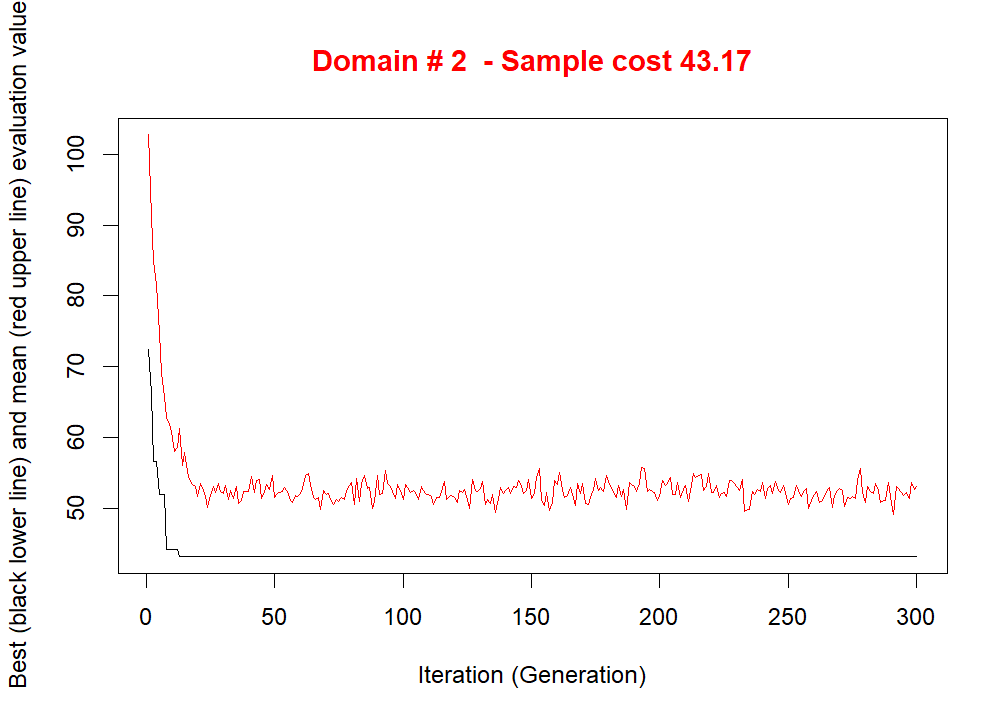 Domain # 2  - Sample cost 43.17
Best (black lower line) and mean (red upper line) evaluation value
100
90
80
70
60
50
0 50 100 150 200 250 300
Iteration (Generation)